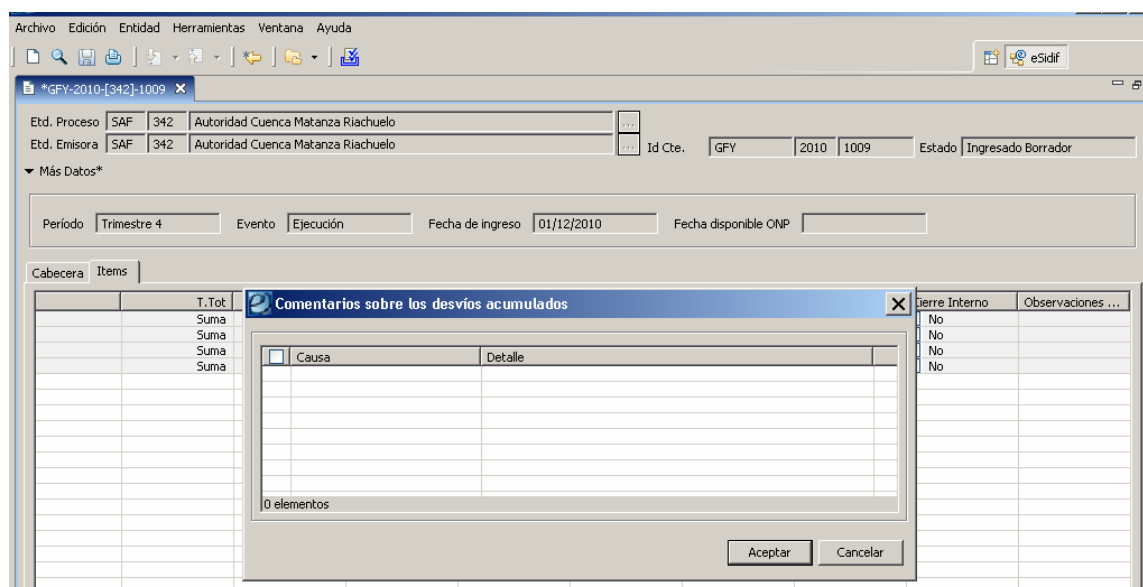 Archivo Edición Entidad Herramientas Ventana Ayuda
eSidif
*GFY-2010-[342]-1009
Etd. Proceso SAF 342 Autoridad Cuenca Matanza Riachuelo ...
Etd. Emisora SAF 342 Autoridad Cuenca Matanza Riachuelo ... Id Cte. GFY 2010 1009 Estado Ingresado Borrador
Más Datos*
Período Trimestre 4 Evento Ejecución Fecha de ingreso 01/12/2010 Fecha disponible ONP
Cabecera Items
T.Tot Cierre Interno Observaciones ...
Suma No
Suma No
Suma No
Suma No
Comentarios sobre los desvíos acumulados
Causa Detalle
0 elementos
Aceptar Cancelar